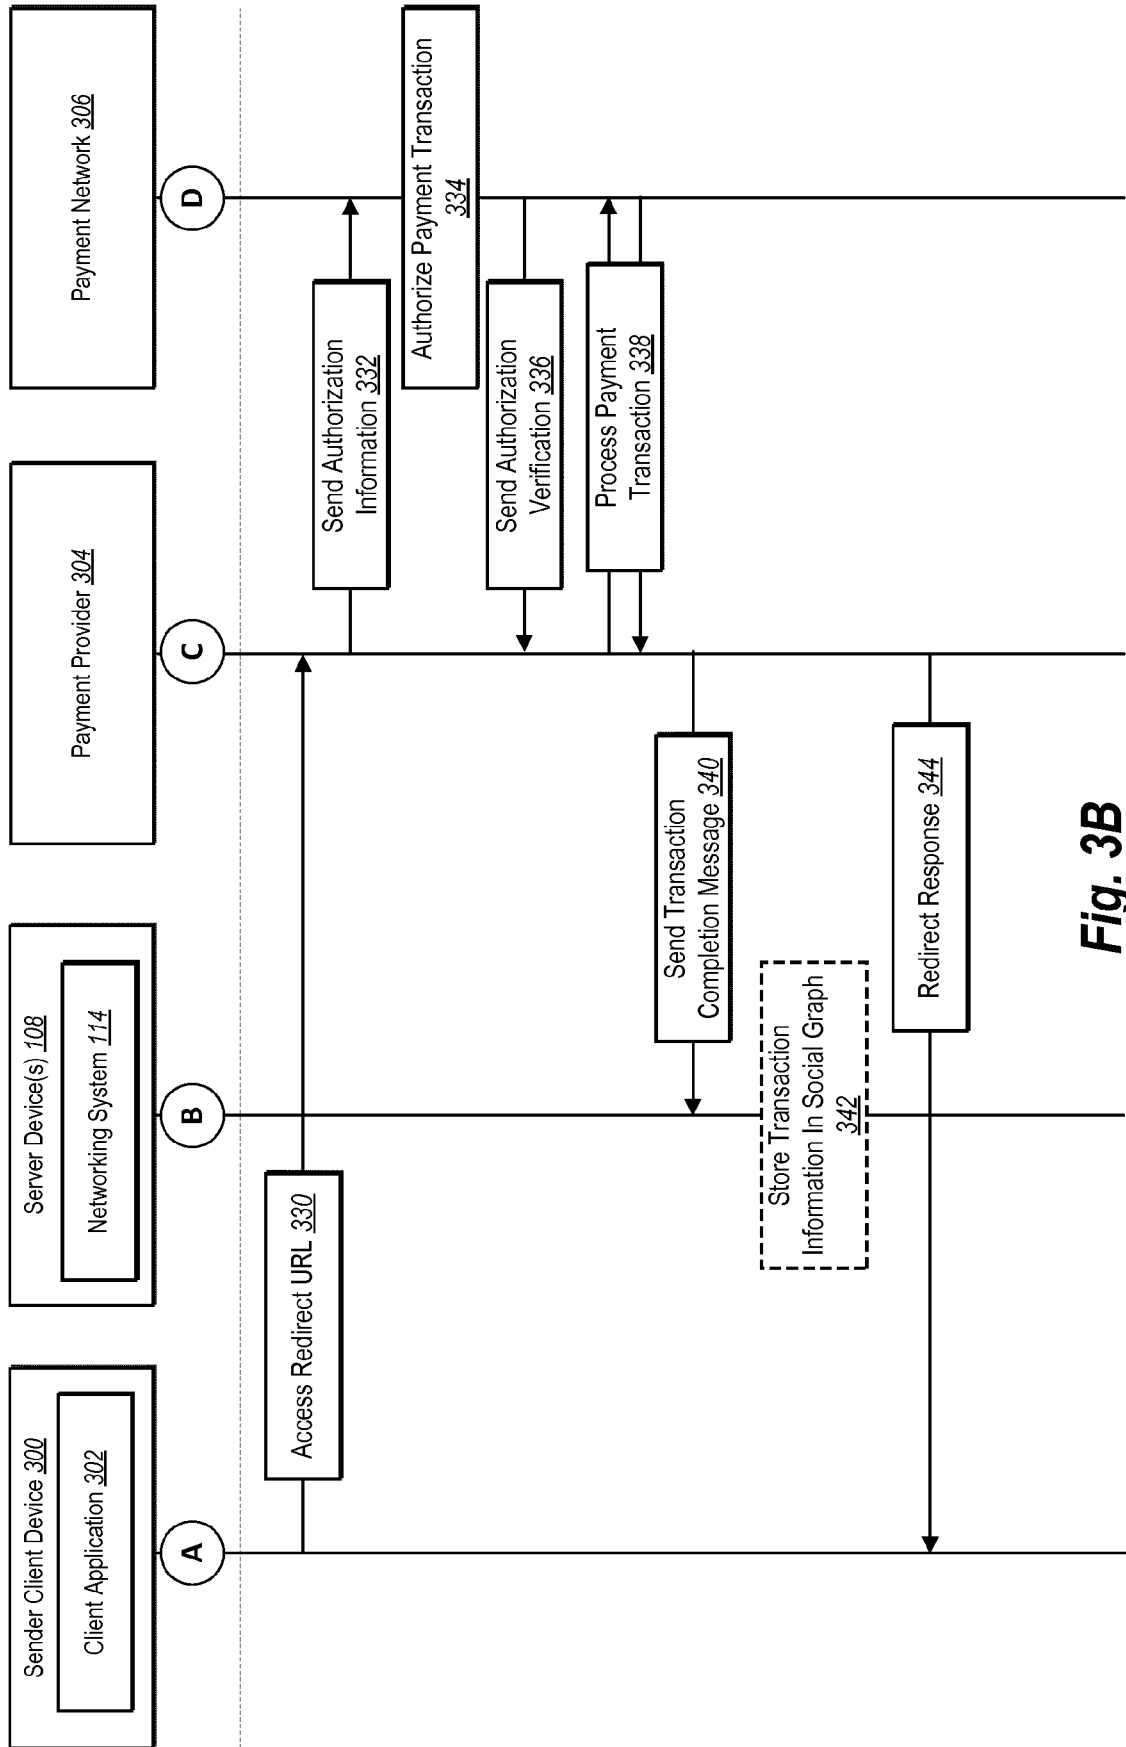 Sender Client Device 300
Client Application 302
Server Device(s) 108
Networking System 114
Payment Provider 304
Payment Network 306
A
B
C
D
Access Redirect URL 330
Send Authorization
Information 332
Authorize Payment Transaction
334
Send Authorization
Verification 336
Process Payment
Transaction 338
Send Transaction
Completion Message 340
Store Transaction
Information In Social Graph
342
Redirect Response 344
Fig. 3B